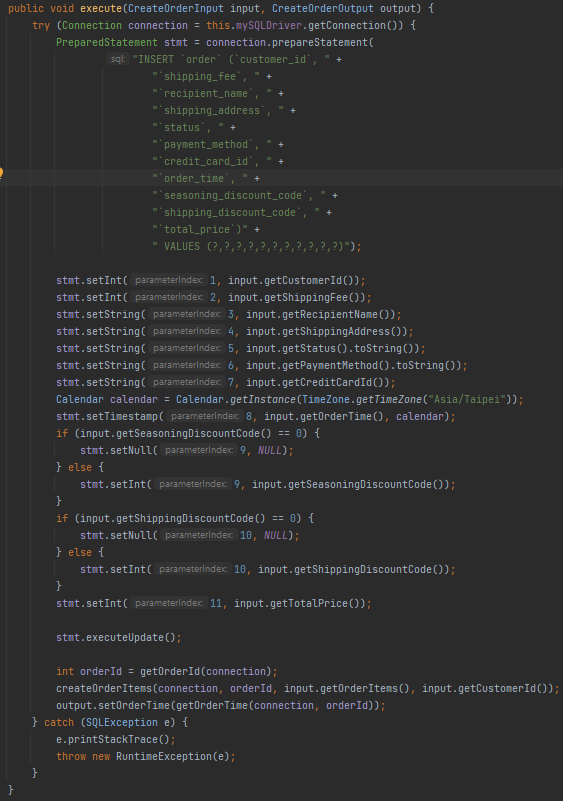 public void execute(CreateOrderInput input, CreateOrderOutput output) {
    try (Connection connection = this.mySQLDriver.getConnection()) {
        PreparedStatement stmt = connection.prepareStatement(
                sql: "INSERT `order` (`customer_id`, " +
                        "`shipping_fee`, " +
                        "`recipient_name`, " +
                        "`shipping_address`, " +
                        "`status`, " +
                        "`payment_method`, " +
                        "`credit_card_id`, " +
                        "`order_time`, " +
                        "`seasoning_discount_code`, " +
                        "`shipping_discount_code`, " +
                        "`total_price`)" +
                        " VALUES (?,?,?,?,?,?,?,?,?,?,?)");

        stmt.setInt( parameterIndex: 1, input.getCustomerId());
        stmt.setInt( parameterIndex: 2, input.getShippingFee());
        stmt.setString( parameterIndex: 3, input.getRecipientName());
        stmt.setString( parameterIndex: 4, input.getShippingAddress());
        stmt.setString( parameterIndex: 5, input.getStatus().toString());
        stmt.setString( parameterIndex: 6, input.getPaymentMethod().toString());
        stmt.setString( parameterIndex: 7, input.getCreditCardId());
        Calendar calendar = Calendar.getInstance(TimeZone.getTimeZone("Asia/Taipei"));
        stmt.setTimestamp( parameterIndex: 8, input.getOrderTime(), calendar);
        if (input.getSeasoningDiscountCode() == 0) {
            stmt.setNull( parameterIndex: 9, NULL);
        } else {
            stmt.setInt( parameterIndex: 9, input.getSeasoningDiscountCode());
        }
        if (input.getShippingDiscountCode() == 0) {
            stmt.setNull( parameterIndex: 10, NULL);
        } else {
            stmt.setInt( parameterIndex: 10, input.getShippingDiscountCode());
        }
        stmt.setInt( parameterIndex: 11, input.getTotalPrice());

        stmt.executeUpdate();

        int orderId = getOrderId(connection);
        createOrderItems(connection, orderId, input.getOrderItems(), input.getCustomerId());
        output.setOrderTime(getOrderTime(connection, orderId));
    } catch (SQLException e) {
        e.printStackTrace();
        throw new RuntimeException(e);
    }
}